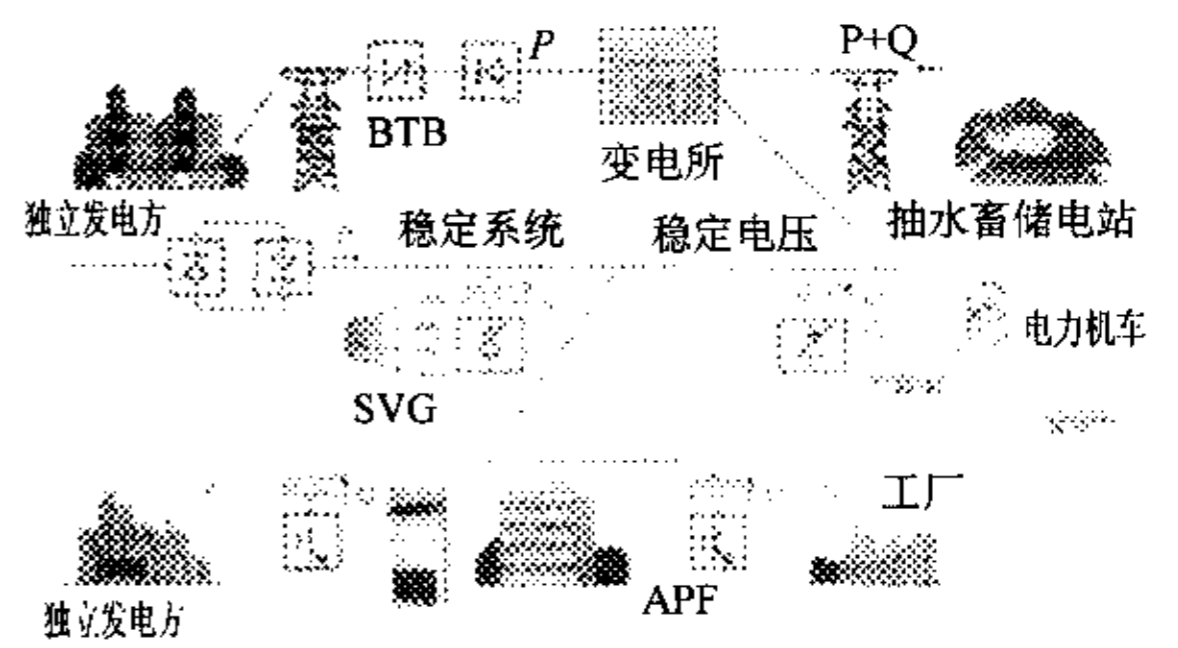 P
P+Q
BTB
变电所
独立发电方
稳定系统
稳定电压
抽水畜储电站
电力机车
SVG
工厂
APF
独立发电方